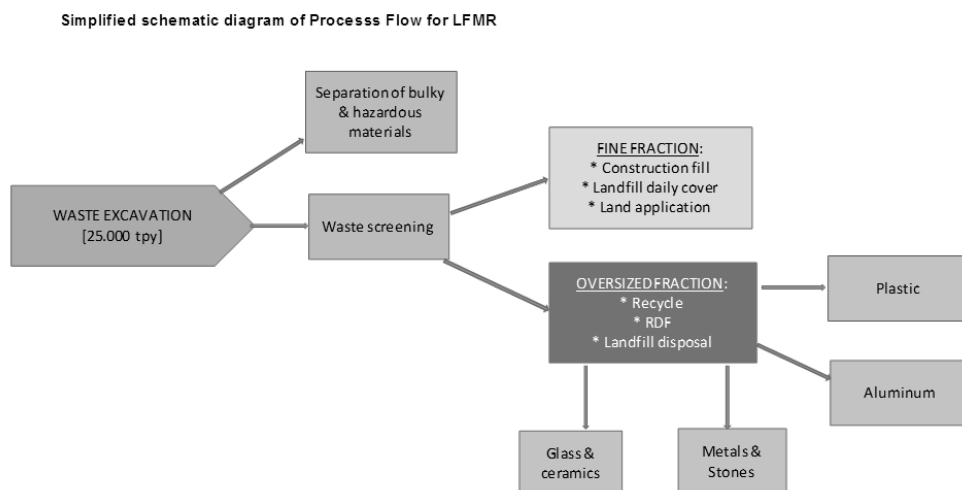 Simplified schematic diagram of Processs Flow for LFMR
Separation of bulky
& hazardous
materials
WASTE EXCAVATION
[25.000 tpy]
Waste screening
FINE FRACTION:
* Construction fill
* Landfill daily cover
* Land application
OVERSIZED FRACTION:
* Recycle
* RDF
* Landfill disposal
Plastic
Aluminum
Glass &
ceramics
Metals &
Stones